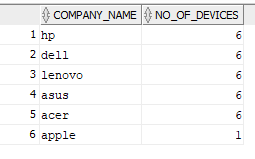 COMPANY_NAME NO_OF_DEVICES
1 hp 6
2 dell 6
3 lenovo 6
4 asus 6
5 acer 6
6 apple 1